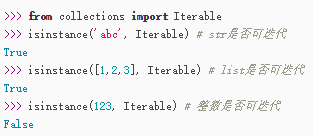 >>> from collections import Iterable
>>> isinstance('abc', Iterable) # str是否可迭代
True
>>> isinstance([1,2,3], Iterable) # list是否可迭代
True
>>> isinstance(123, Iterable) # 整数是否可迭代
False